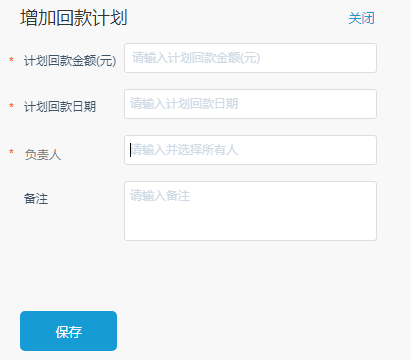 增加回款计划 关闭
* 计划回款金额(元) 请输入计划回款金额(元)
* 计划回款日期 请输入计划回款日期
* 负责人 请输入并选择所有人
备注 请输入备注
保存